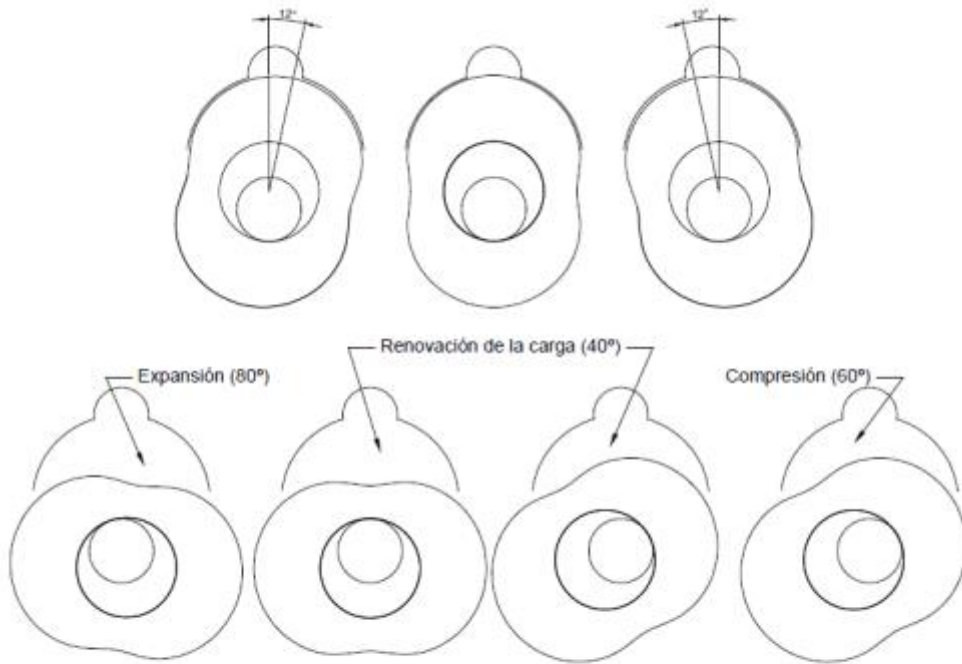 12°
12°
Renovación de la carga (40º)
Expansión (80º)
Compresión (60º)